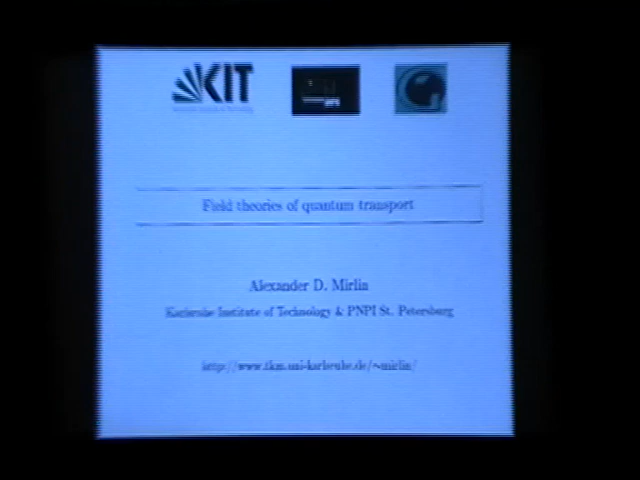 KIT
Field theories of quantum transport
Alexander D. Mirlin
Karlsruhe Institute of Technology & PNPI St. Petersburg
http://www.tkm.uni-karlsruhe.de/~mirlin/